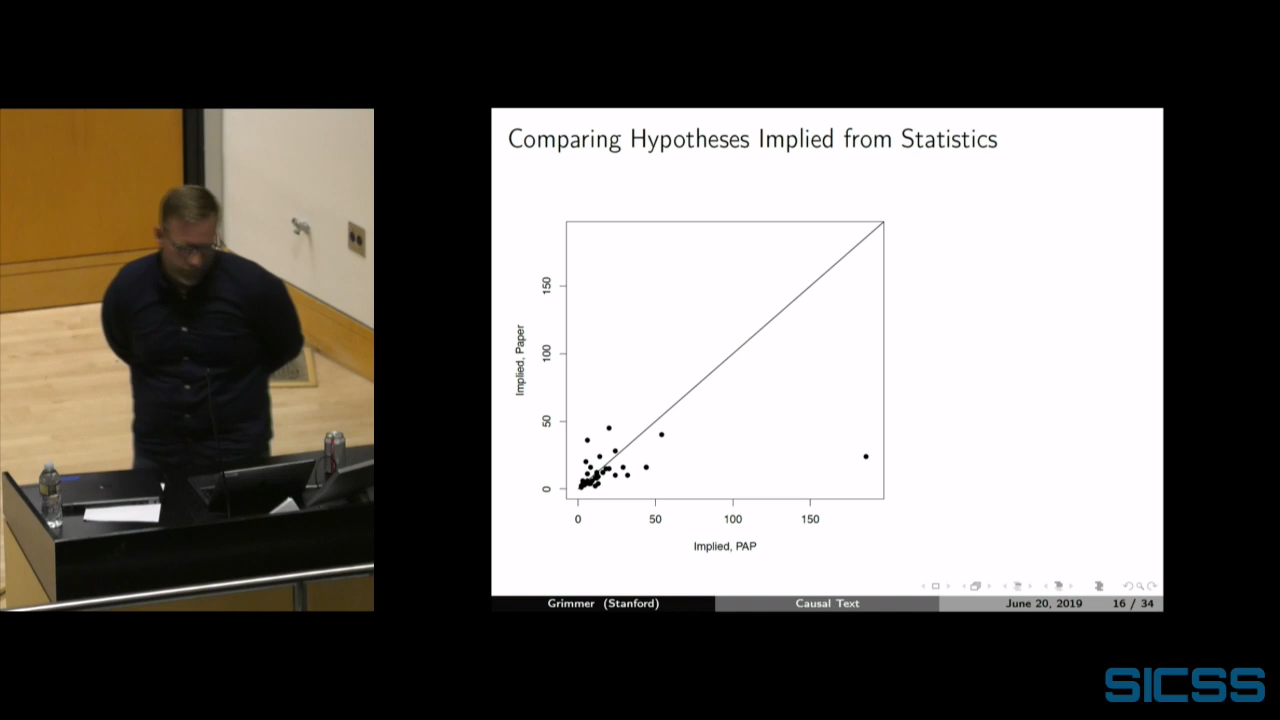 Comparing Hypotheses Implied from Statistics
Implied, Paper
150
100
50
0
0 50 100 150
Implied, PAP
Grimmer (Stanford) Causal Text June 20, 2019 16 / 34
SICSS